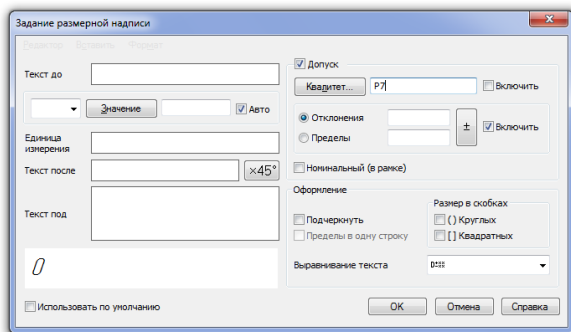 Задание размерной надписи
Редактор Вставить Формат
Текст до
Значение
Авто
Единица
измерения
Текст после
×45°
Текст под
0
Использовать по умолчанию
Допуск
Квалитет...
P7
Включить
Отклонения
Пределы
±
Включить
Номинальный (в рамке)
Оформление
Подчеркнуть
Пределы в одну строку
Размер в скобках
( ) Круглых
[ ] Квадратных
Выравнивание текста
OK
Отмена
Справка